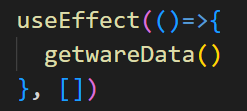 useEffect(()=>{
getwareData()
}, [])